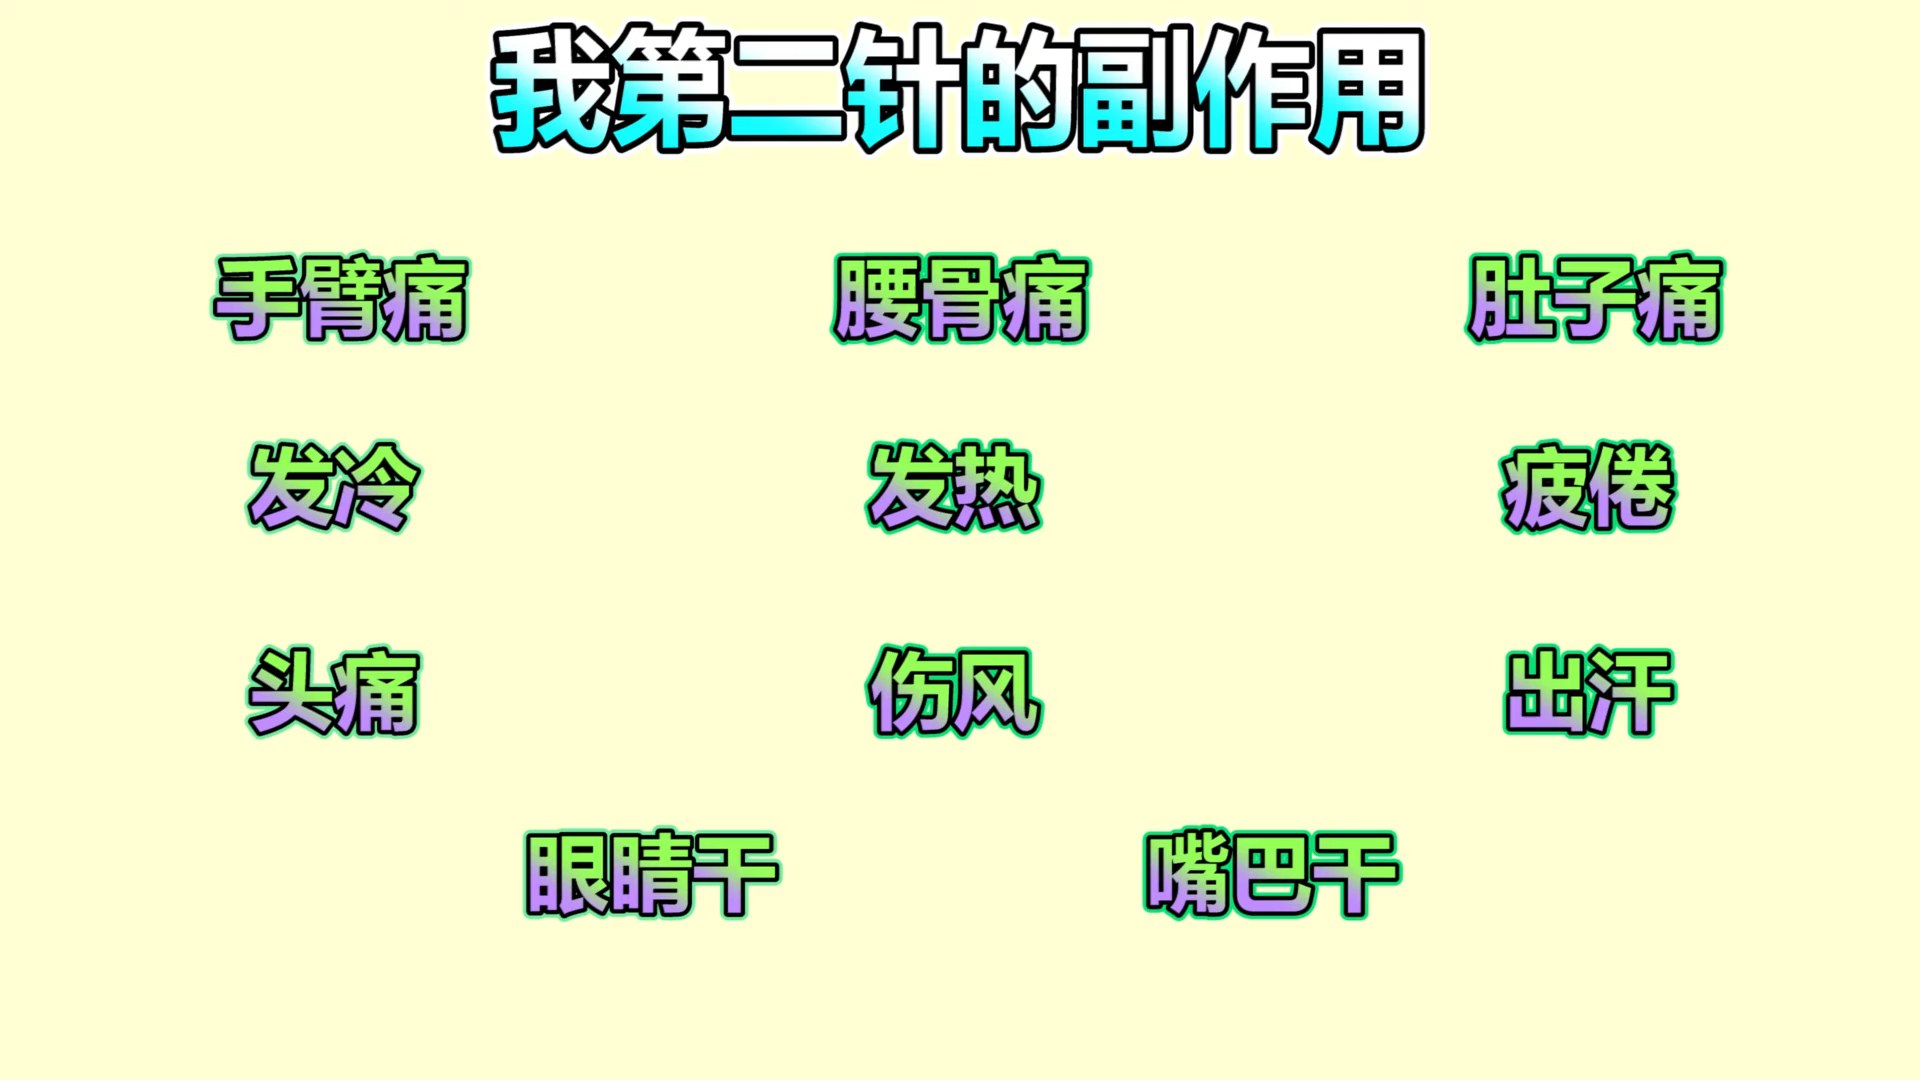 我第二针的副作用
手臂痛 腰骨痛 肚子痛
发冷 发热 疲倦
头痛 伤风 出汗
眼睛干 嘴巴干